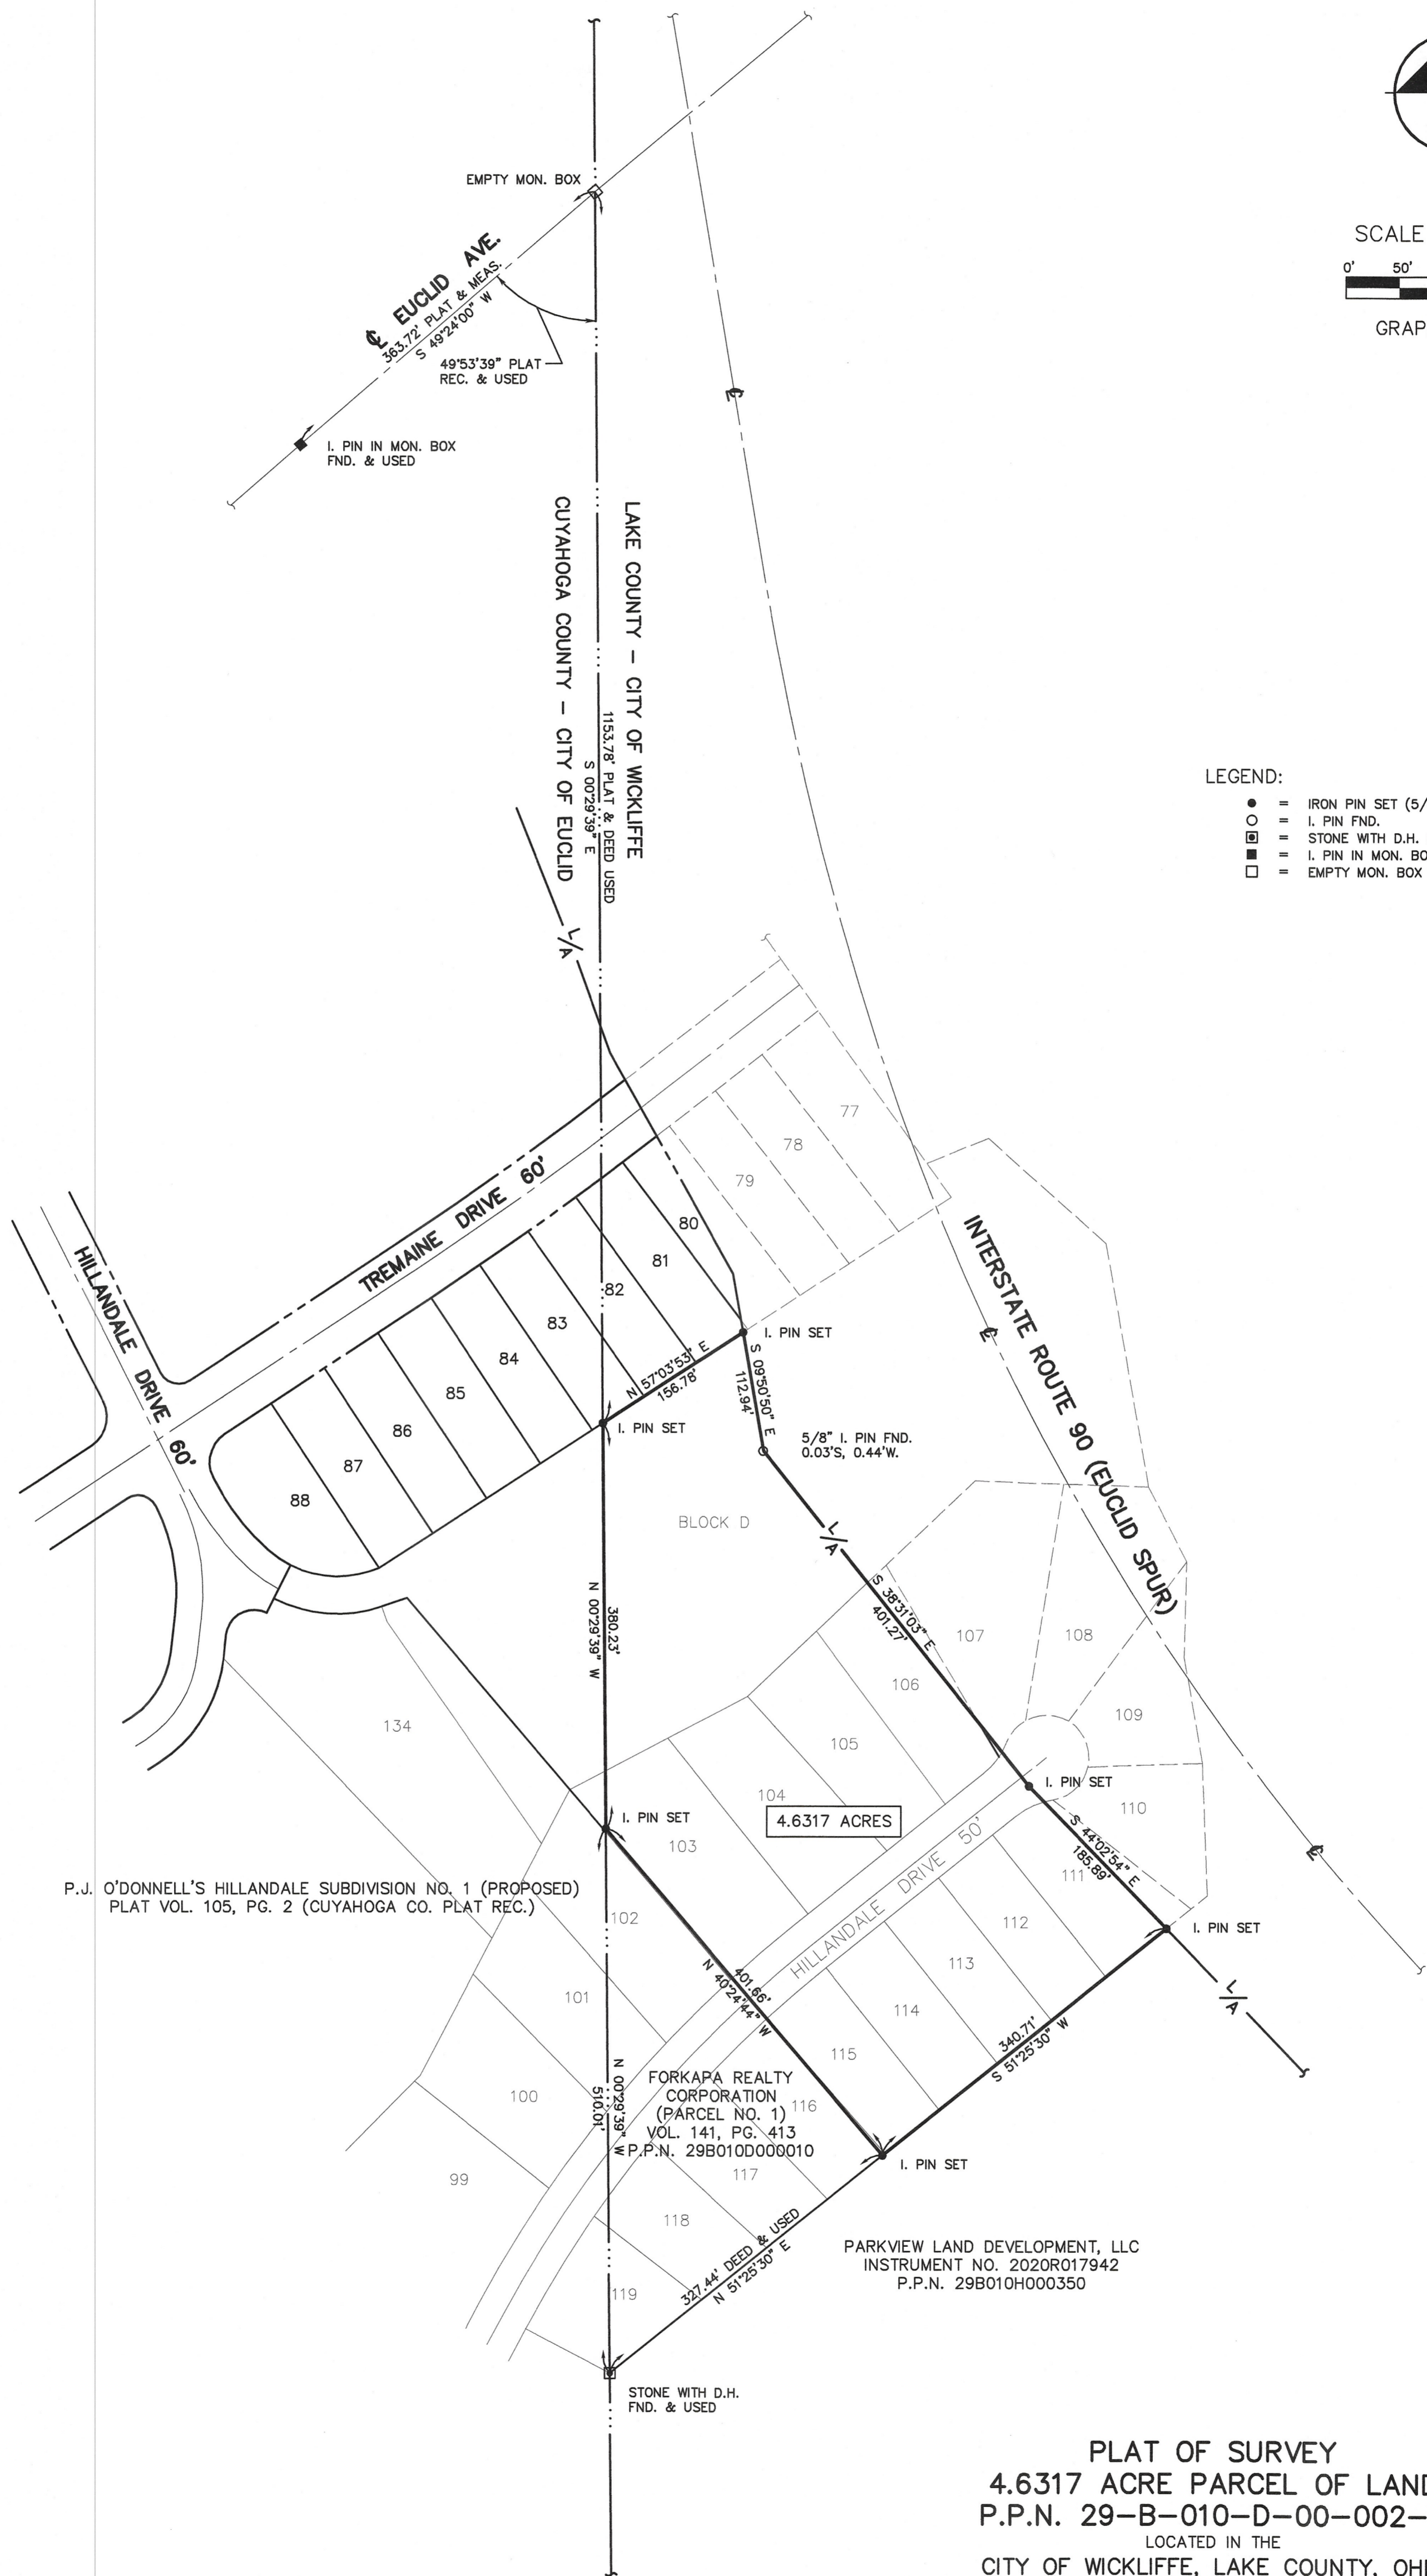 EMPTY MON. BOX
℄ EUCLID AVE.
363.72' PLAT & MEAS.
S 49°24'00" W
49°53'39" PLAT
REC. & USED
I. PIN IN MON. BOX
FND. & USED
SCALE
0' 50'
℄
CUYAHOGA COUNTY – CITY OF EUCLID
LAKE COUNTY – CITY OF WICKLIFFE
1153.78' PLAT & DEED USED
S 00°29'39" E
LEGEND:
● = IRON PIN SET
○ = I. PIN FND.
= STONE WITH D.H.
■ = I. PIN IN MON.
□ = EMPTY MON. BOX
L/A
77
78
79
80
81
82
83
84
85
86
87
88
TREMAINE DRIVE 60'
HILLANDALE DRIVE 60'
INTERSTATE ROUTE 90 (EUCLID SPUR)
℄
I. PIN SET
N 57°03'53" E
156.78'
I. PIN SET
S 09°50'50" E
112.94'
5/8" I. PIN FND.
0.03'S, 0.44'W.
BLOCK D
L/A
S 38°31'03" E
401.27'
380.23'
N 00°29'39" W
107
108
106
109
134
105
104
I. PIN SET
110
4.6317 ACRES
I. PIN SET
103
HILLANDALE DRIVE 50'
S 44°02'54" E
185.89'
℄
111
P.J. O'DONNELL'S HILLANDALE SUBDIVISION NO. 1 (PROPOSED)
PLAT VOL. 105, PG. 2 (CUYAHOGA CO. PLAT REC.)
102
112
I. PIN SET
113
401.66'
N 40°24'44" W
101
114
L/A
340.71'
S 51°25'30" W
115
N 00°29'39" W
510.01'
FORKAPA REALTY
CORPORATION
(PARCEL NO. 1)
VOL. 141, PG. 413
P.P.N. 29B010D000010
100
116
I. PIN SET
99
117
118
327.44' DEED & USED
N 51°25'30" E
119
PARKVIEW LAND DEVELOPMENT, LLC
INSTRUMENT NO. 2020R017942
P.P.N. 29B010H000350
STONE WITH D.H.
FND. & USED
PLAT OF SURVEY
4.6317 ACRE PARCEL OF LAND
P.P.N. 29-B-010-D-00-002-
LOCATED IN THE
CITY OF WICKLIFFE, LAKE COUNTY,